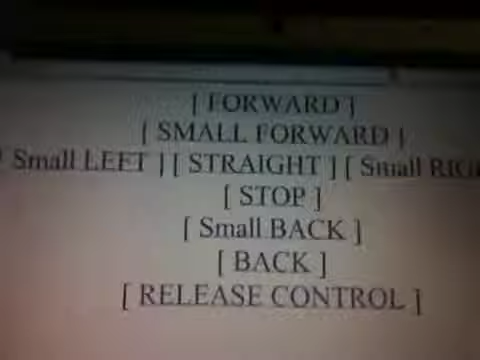 [ FORWARD ]
[ SMALL FORWARD ]
Small LEFT ] [ STRAIGHT ] [ Small
[ STOP ]
[ Small BACK ]
[ BACK ]
[ RELEASE CONTROL ]